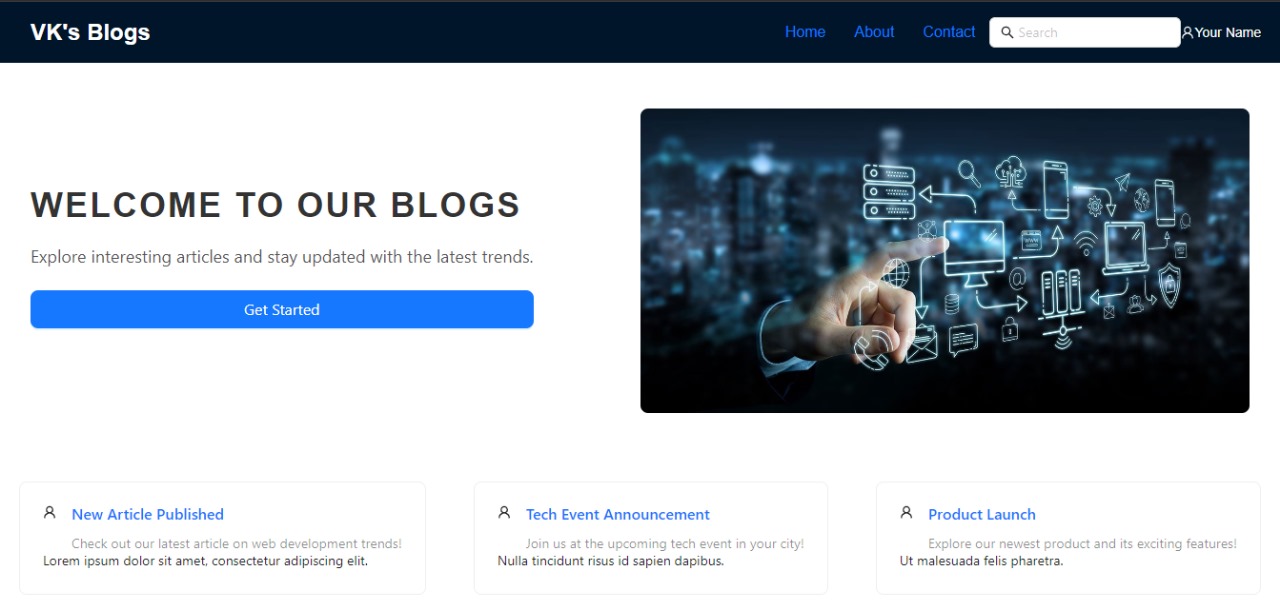 VK's Blogs
Home About Contact Search Your Name
WELCOME TO OUR BLOGS
Explore interesting articles and stay updated with the latest trends.
Get Started
WWW
@
New Article Published
Check out our latest article on web development trends!
Lorem ipsum dolor sit amet, consectetur adipiscing elit.
Tech Event Announcement
Join us at the upcoming tech event in your city!
Nulla tincidunt risus id sapien dapibus.
Product Launch
Explore our newest product and its exciting features!
Ut malesuada felis pharetra.